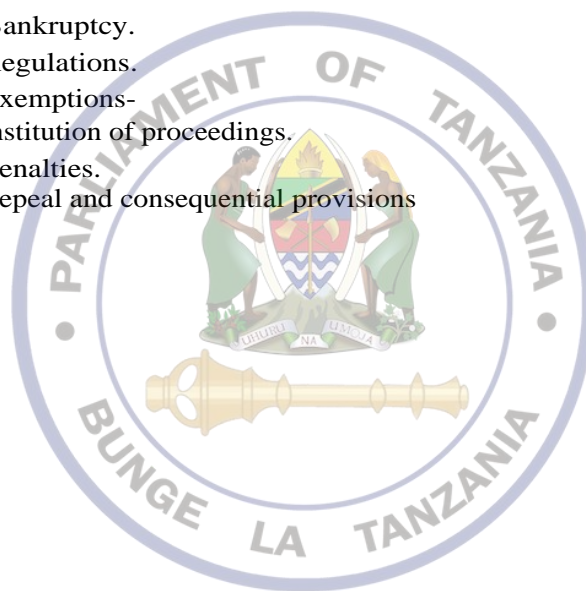 ankruptcy.
egulations.
xemptions-
nstitution of proceedings.
enalties.
epeal and consequential provisions
PARLIAMENT OF TANZANIA
UHURU NA UMOJA
BUNGE LA TANZANIA